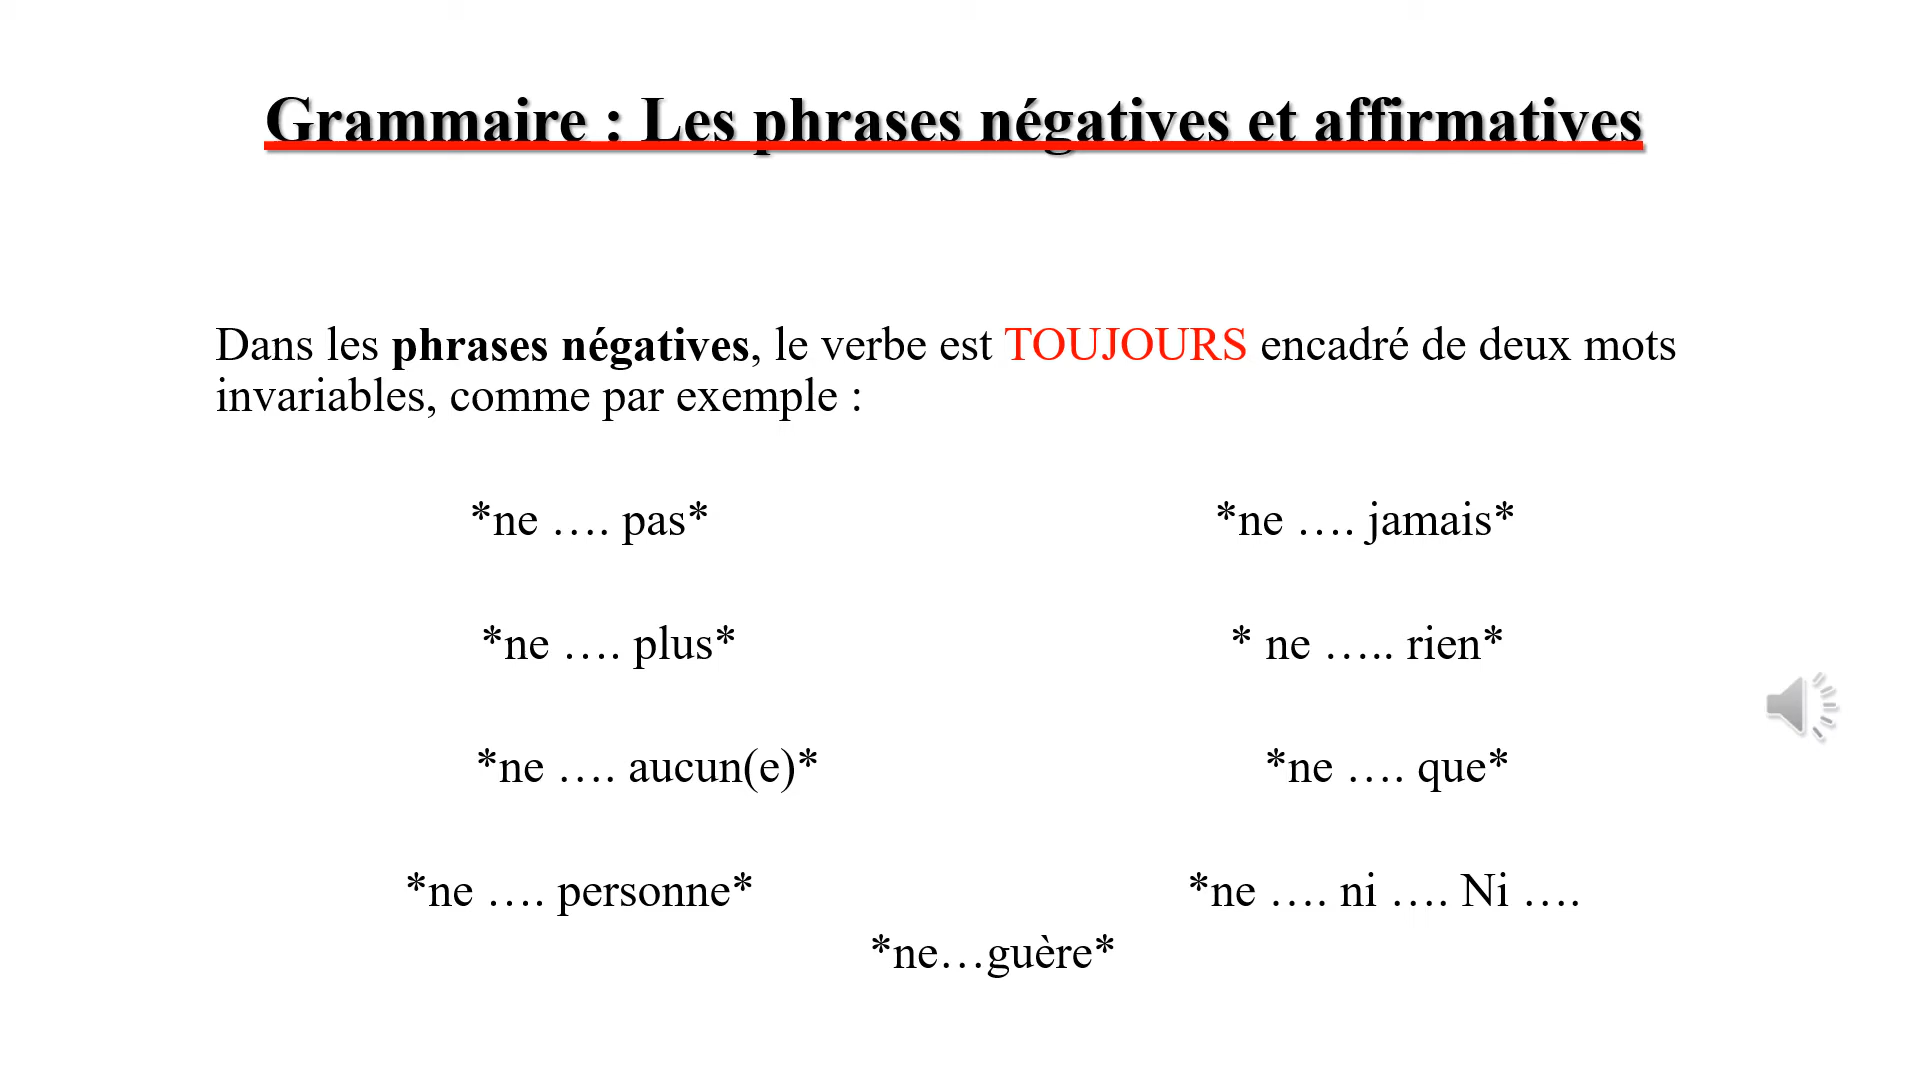 Grammaire : Les phrases négatives et affirmatives
Dans les phrases négatives, le verbe est TOUJOURS encadré de deux mots
invariables, comme par exemple :
*ne …. pas* *ne …. jamais*
*ne …. plus* * ne ….. rien*
*ne …. aucun(e)* *ne …. que*
*ne …. personne* *ne …. ni …. Ni ….
*ne…guère*